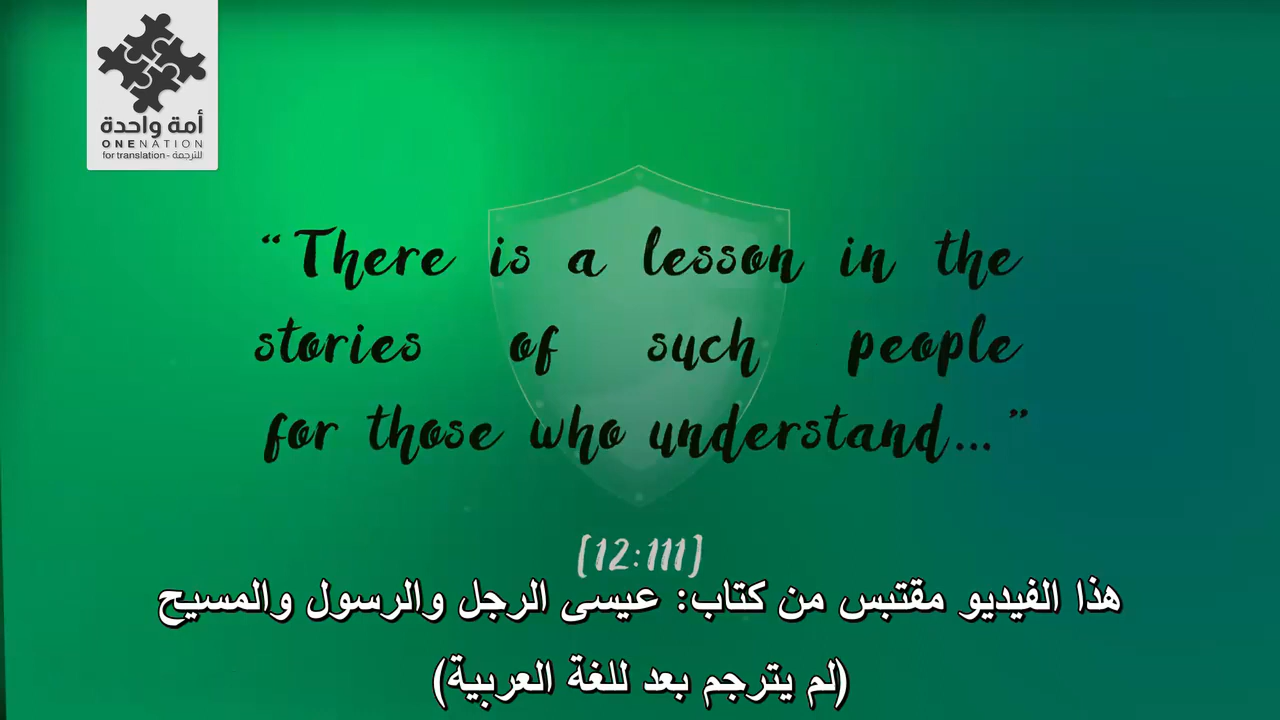 أمة واحدة
ONENATION
for translation - للترجمة
“There is a lesson in the
stories of such people
for those who understand...”
[12:111]
هذا الفيديو مقتبس من كتاب: عيسى الرجل والرسول والمسيح
(لم يترجم بعد للغة العربية)